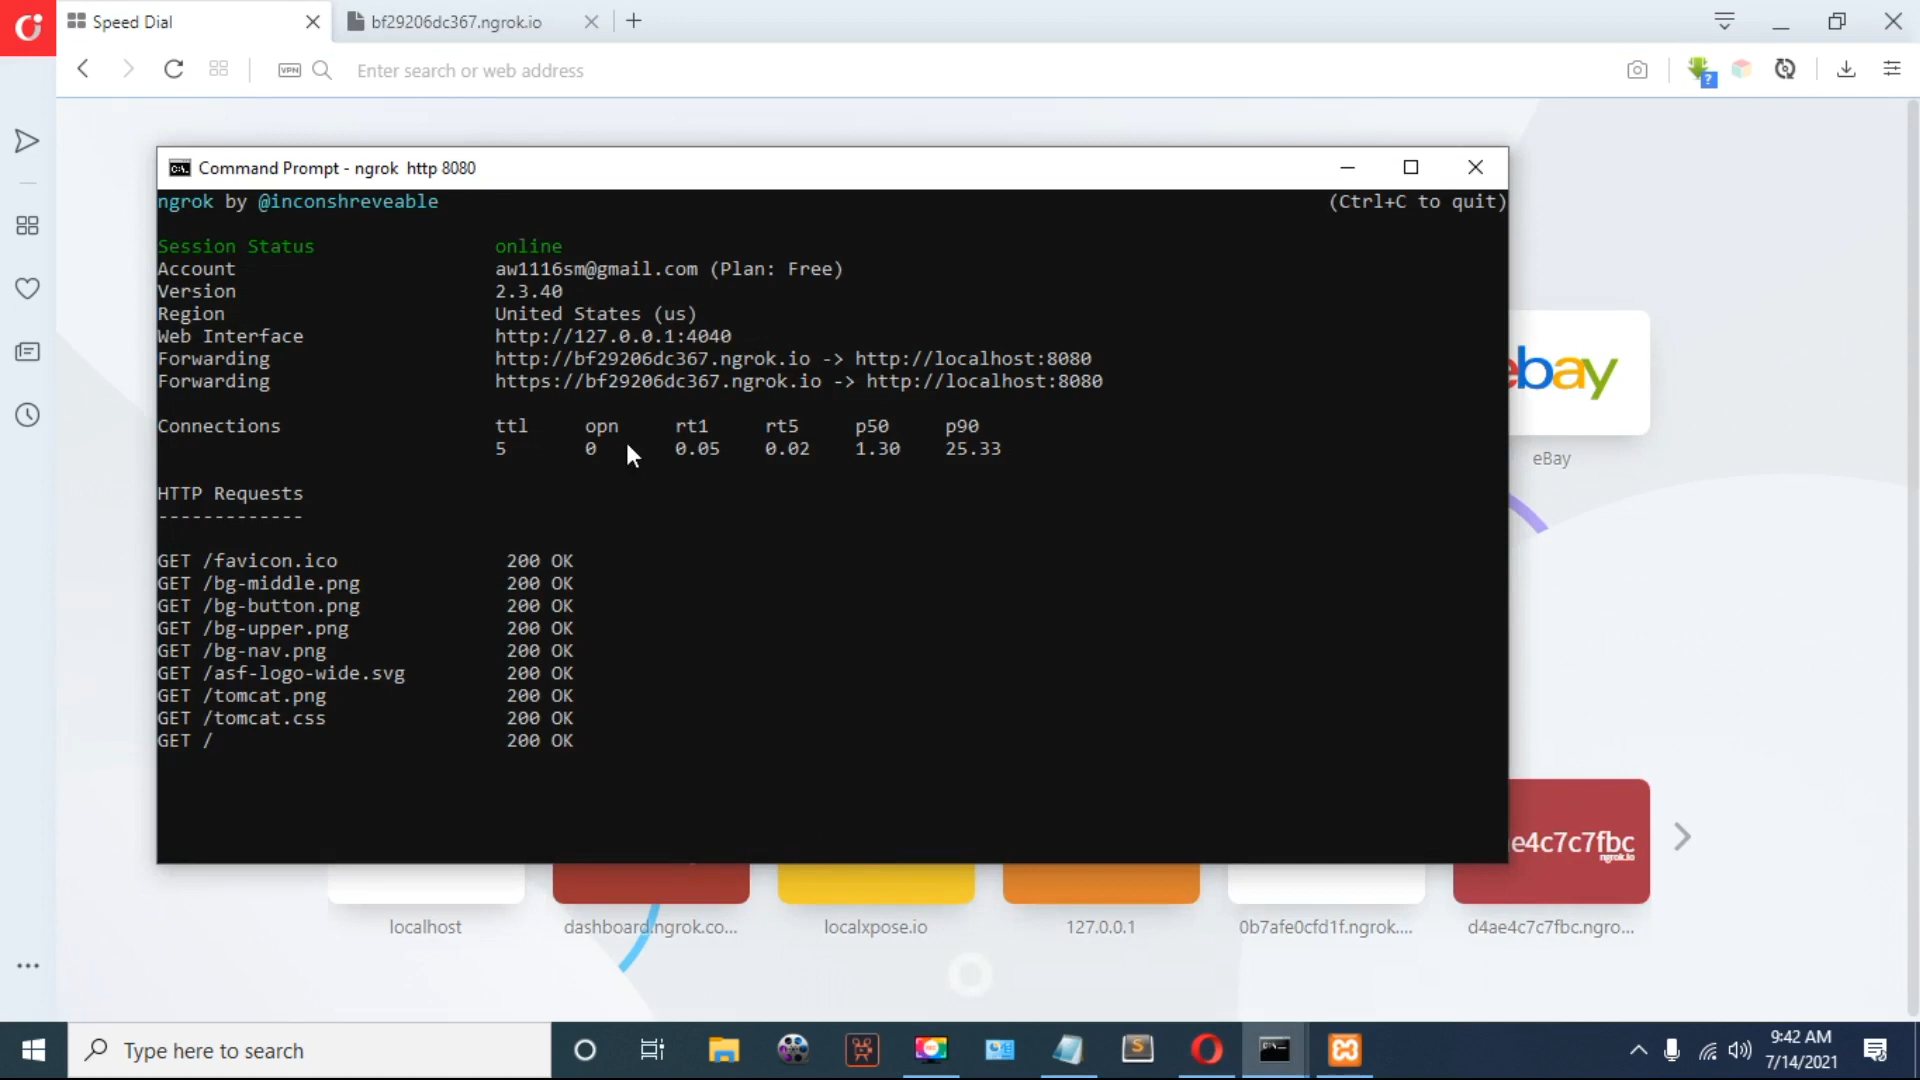 Speed Dial
bf29206dc367.ngrok.io
VPN
Enter search or web address
?
Command Prompt - ngrok http 8080
ngrok by @inconshreveable (Ctrl+C to quit)
Session Status online
Account aw1116sm@gmail.com (Plan: Free)
Version 2.3.40
Region United States (us)
Web Interface http://127.0.0.1:4040
Forwarding http://bf29206dc367.ngrok.io -> http://localhost:8080
Forwarding https://bf29206dc367.ngrok.io -> http://localhost:8080
Connections ttl opn rt1 rt5 p50 p90
5 0 0.05 0.02 1.30 25.33
HTTP Requests
-------------
GET /favicon.ico 200 OK
GET /bg-middle.png 200 OK
GET /bg-button.png 200 OK
GET /bg-upper.png 200 OK
GET /bg-nav.png 200 OK
GET /asf-logo-wide.svg 200 OK
GET /tomcat.png 200 OK
GET /tomcat.css 200 OK
GET / 200 OK
ebay
eBay
e4c7c7fbc
ngrok.io
localhost
dashboard.ngrok.co...
localxpose.io
127.0.0.1
0b7afe0cfd1f.ngrok....
d4ae4c7c7fbc.ngro...
Type here to search
9:42 AM
7/14/2021